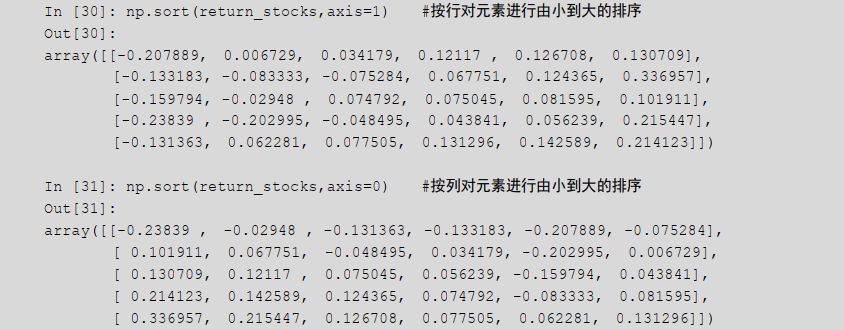 In [30]: np.sort(return_stocks,axis=1)    #按行对元素进行由小到大的排序
Out[30]:
array([[-0.207889,  0.006729,  0.034179,  0.12117 ,  0.126708,  0.130709],
       [-0.133183, -0.083333, -0.075284,  0.067751,  0.124365,  0.336957],
       [-0.159794, -0.02948 ,  0.074792,  0.075045,  0.081595,  0.101911],
       [-0.23839 , -0.202995, -0.048495,  0.043841,  0.056239,  0.215447],
       [-0.131363,  0.062281,  0.077505,  0.131296,  0.142589,  0.214123]])
In [31]: np.sort(return_stocks,axis=0)    #按列对元素进行由小到大的排序
Out[31]:
array([[-0.23839 ,  -0.02948 , -0.131363, -0.133183, -0.207889, -0.075284],
       [ 0.101911,  0.067751,  -0.048495,  0.034179, -0.202995,  0.006729],
       [ 0.130709,  0.12117 ,  0.075045,  0.056239, -0.159794,  0.043841],
       [ 0.214123,  0.142589,  0.124365,  0.074792, -0.083333,  0.081595],
       [ 0.336957,  0.215447,  0.126708,  0.077505,  0.062281,  0.131296]])